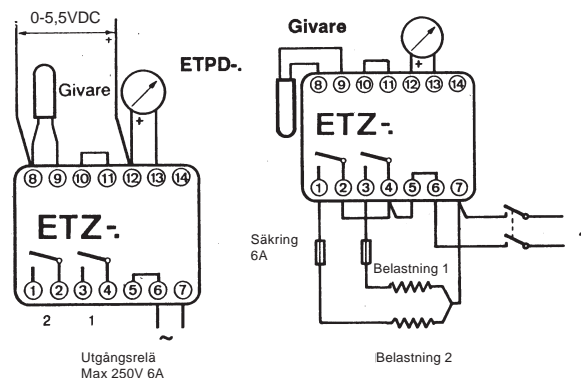 0-5,5VDC
+
Givare
ETPD-.
+
8 9 10 11 12 13 14
ETZ-.
1 2 3 4 5 6 7
2 1
~
Utgångsrelä
Max 250V 6A
Givare
+
8 9 10 11 12 13 14
ETZ-.
1 2 3 4 5 6 7
Säkring
6A
Belastning 1
Belastning 2